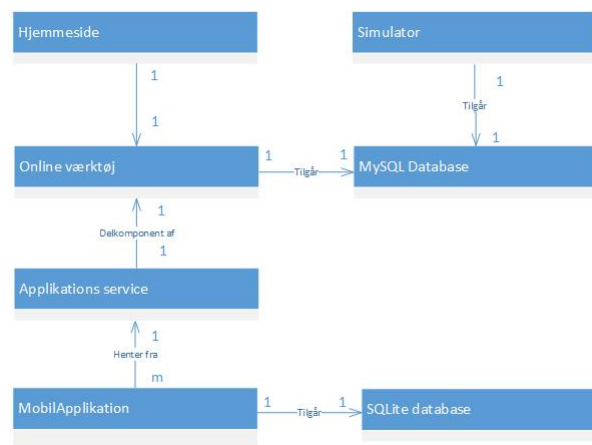 Hjemmeside
Simulator
1
1
Tilgår
1
1
Online værktøj
1
Tilgår
1
MySQL Database
1
Delkomponent af
1
Applikations service
1
Henter fra
m
MobilApplikation
1
Tilgår
1
SQLite database